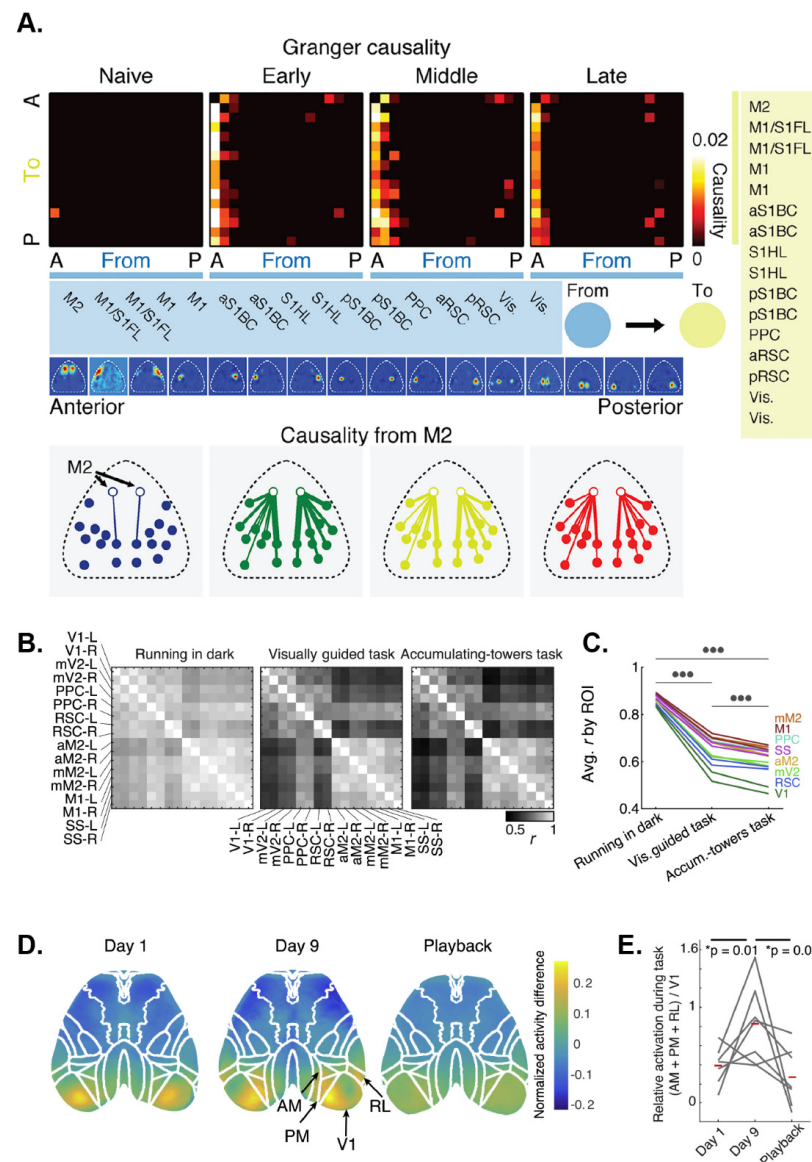 A.
Granger causality
Naive Early Middle Late
A
To
P
0.02
Causality
0
A From P A From P A From P A From P
M2
M1/S1FL
M1/S1FL
M1
M1
aS1BC
aS1BC
S1HL
S1HL
pS1BC
pS1BC
PPC
aRSC
pRSC
Vis.
Vis.
M2 M1/S1FL M1/S1FL M1 M1 aS1BC aS1BC S1HL S1HL pS1BC pS1BC PPC aRSC pRSC Vis. Vis.
From To
Anterior Posterior
Causality from M2
M2
B.
Running in dark Visually guided task Accumulating-towers task
V1-L
V1-R
mV2-L
mV2-R
PPC-L
PPC-R
RSC-L
RSC-R
aM2-L
aM2-R
mM2-L
mM2-R
M1-L
M1-R
SS-L
SS-R
V1-L V1-R mV2-L mV2-R PPC-L PPC-R RSC-L RSC-R aM2-L aM2-R mM2-L mM2-R M1-L M1-R SS-L SS-R
0.5 1
r
C.
1
0.8
0.6
0.4
Avg. r by ROI
mM2
M1
PPC
SS
aM2
mV2
RSC
V1
Running in dark
Vis. guided task
Accum.-towers task
D.
Day 1 Day 9 Playback
AM
PM
RL
V1
0.2
0.1
0
-0.1
-0.2
Normalized activity difference
E.
*p = 0.01 *p = 0.0
1.6
1
0
Relative activation during task
(AM + PM + RL) / V1
Day 1
Day 9
Playback